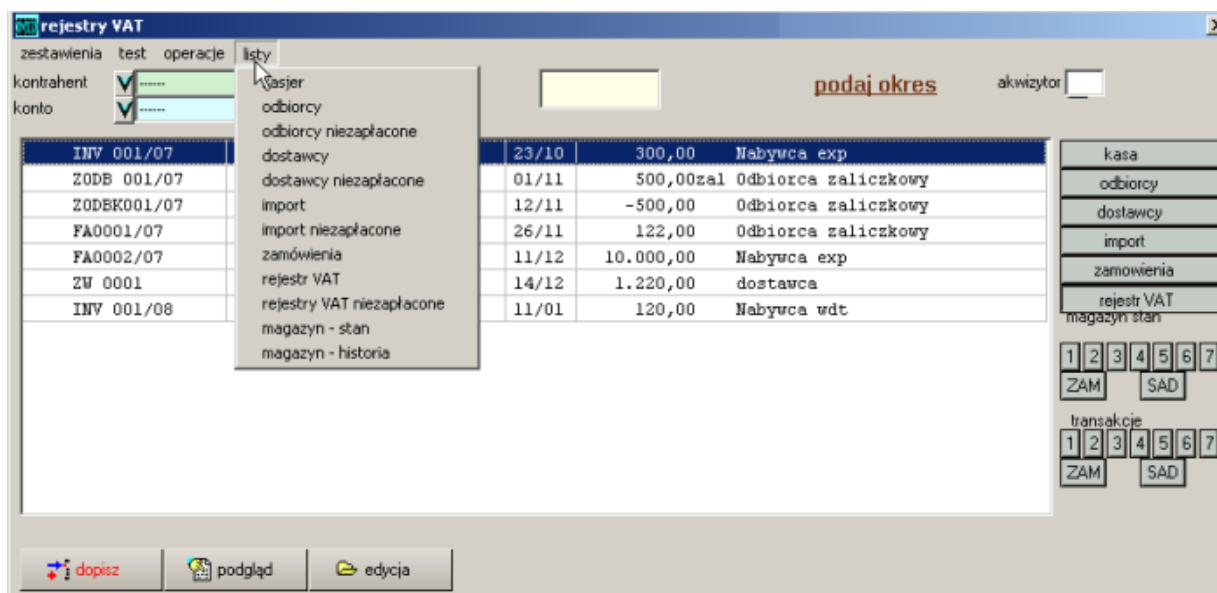 rejestry VAT
zestawienia test operacje listy
kontrahent ------
konto ------
podaj okres
akwizytor
kasjer
odbiorcy
odbiorcy niezapłacone
dostawcy
dostawcy niezapłacone
import
import niezapłacone
zamówienia
rejestr VAT
rejestry VAT niezapłacone
magazyn - stan
magazyn - historia
INV 001/07 23/10 300,00 Nabywca exp
ZODB 001/07 01/11 500,00zal Odbiorca zaliczkowy
ZODBK001/07 12/11 -500,00 Odbiorca zaliczkowy
FA0001/07 26/11 122,00 Odbiorca zaliczkowy
FA0002/07 11/12 10.000,00 Nabywca exp
ZW 0001 14/12 1.220,00 dostawca
INV 001/08 11/01 120,00 Nabywca wdt
kasa
odbiorcy
dostawcy
import
zamowienia
rejestr VAT
magazyn stan
1 2 3 4 5 6 7
ZAM SAD
transakcje
1 2 3 4 5 6 7
ZAM SAD
dopisz podgląd edycja